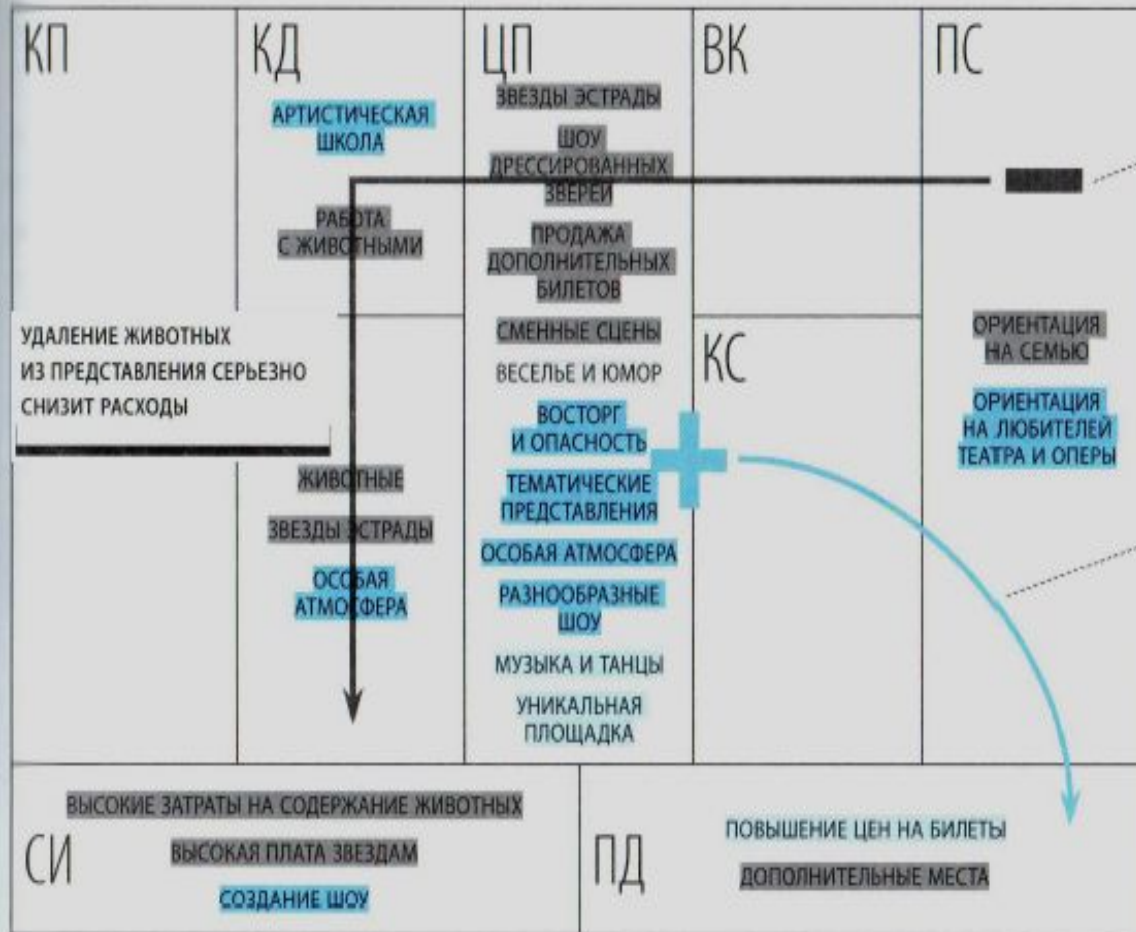 КП
КД
АРТИСТИЧЕСКАЯ
ШКОЛА
РАБОТА
С ЖИВОТНЫМИ
УДАЛЕНИЕ ЖИВОТНЫХ
ИЗ ПРЕДСТАВЛЕНИЯ СЕРЬЕЗНО
СНИЗИТ РАСХОДЫ
ЖИВОТНЫЕ
ЗВЕЗДЫ ЭСТРАДЫ
ОСОБАЯ
АТМОСФЕРА
ЦП
ЗВЕЗДЫ ЭСТРАДЫ
ШОУ
ДРЕССИРОВАННЫХ
ЗВЕРЕЙ
ПРОДАЖА
ДОПОЛНИТЕЛЬНЫХ
БИЛЕТОВ
СМЕННЫЕ СЦЕНЫ
ВЕСЕЛЬЕ И ЮМОР
ВОСТОРГ
И ОПАСНОСТЬ
ТЕМАТИЧЕСКИЕ
ПРЕДСТАВЛЕНИЯ
ОСОБАЯ АТМОСФЕРА
РАЗНООБРАЗНЫЕ
ШОУ
МУЗЫКА И ТАНЦЫ
УНИКАЛЬНАЯ
ПЛОЩАДКА
ВК
КС
ПС
ОРИЕНТАЦИЯ
НА СЕМЬЮ
ОРИЕНТАЦИЯ
НА ЛЮБИТЕЛЕЙ
ТЕАТРА И ОПЕРЫ
СИ
ВЫСОКИЕ ЗАТРАТЫ НА СОДЕРЖАНИЕ ЖИВОТНЫХ
ВЫСОКАЯ ПЛАТА ЗВЕЗДАМ
СОЗДАНИЕ ШОУ
ПД
ПОВЫШЕНИЕ ЦЕН НА БИЛЕТЫ
ДОПОЛНИТЕЛЬНЫЕ МЕСТА